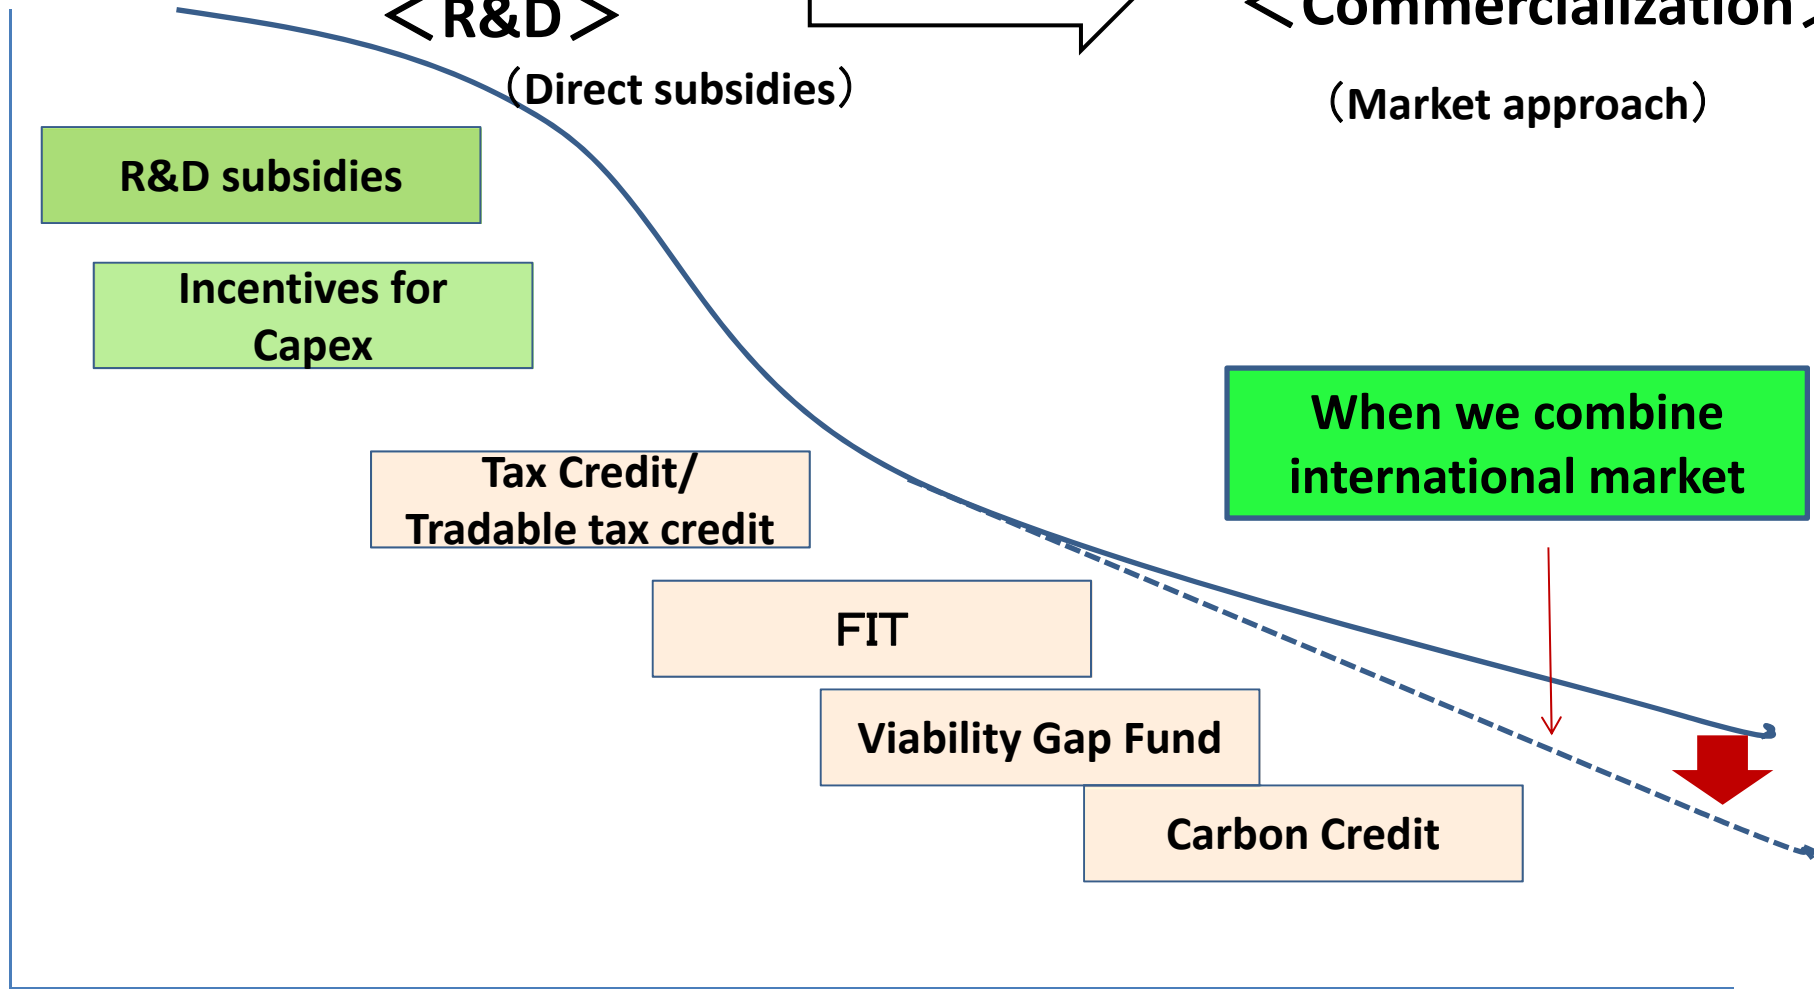 ＜R&D＞
＜Commercialization＞
（Direct subsidies）
（Market approach）
R&D subsidies
Incentives for
Capex
When we combine
international market
Tax Credit/
Tradable tax credit
FIT
Viability Gap Fund
Carbon Credit